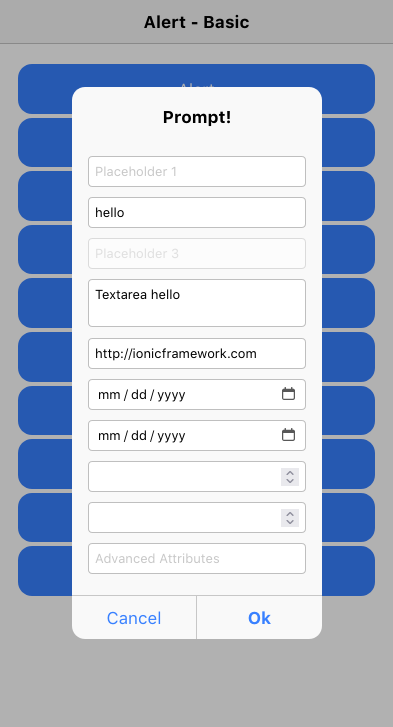 Alert - Basic
Alert
Prompt!
Placeholder 1
hello
Placeholder 3
Textarea hello
http://ionicframework.com
mm / dd / yyyy
mm / dd / yyyy
Advanced Attributes
Cancel
Ok